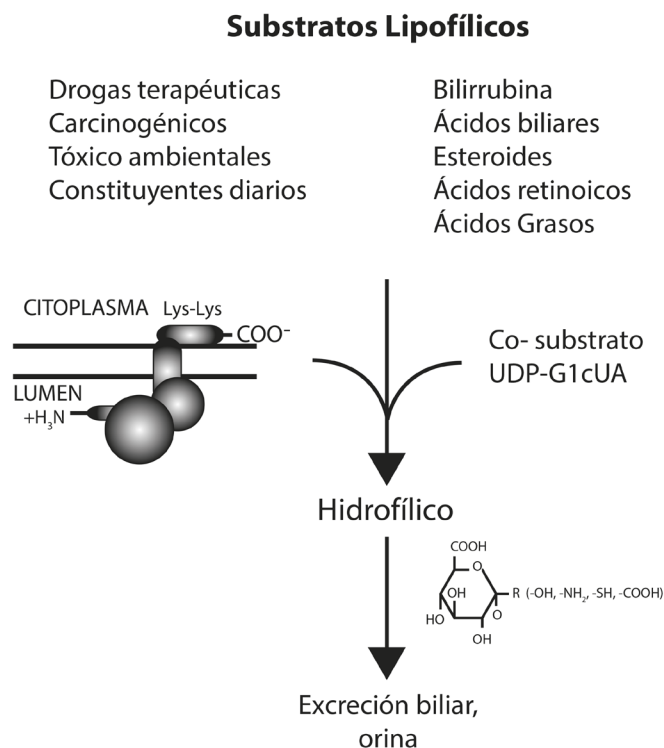 Substratos Lipofílicos
Drogas terapéuticas
Carcinogénicos
Tóxico ambientales
Constituyentes diarios
Bilirrubina
Ácidos biliares
Esteroides
Ácidos retinoicos
Ácidos Grasos
CITOPLASMA Lys-Lys
COO⁻
LUMEN
+H₃N
Co- substrato
UDP-G1cUA
Hidrofílico
COOH
O
OH
HO
OH
O
R (-OH, -NH₂, -SH, -COOH)
Excreción biliar,
orina